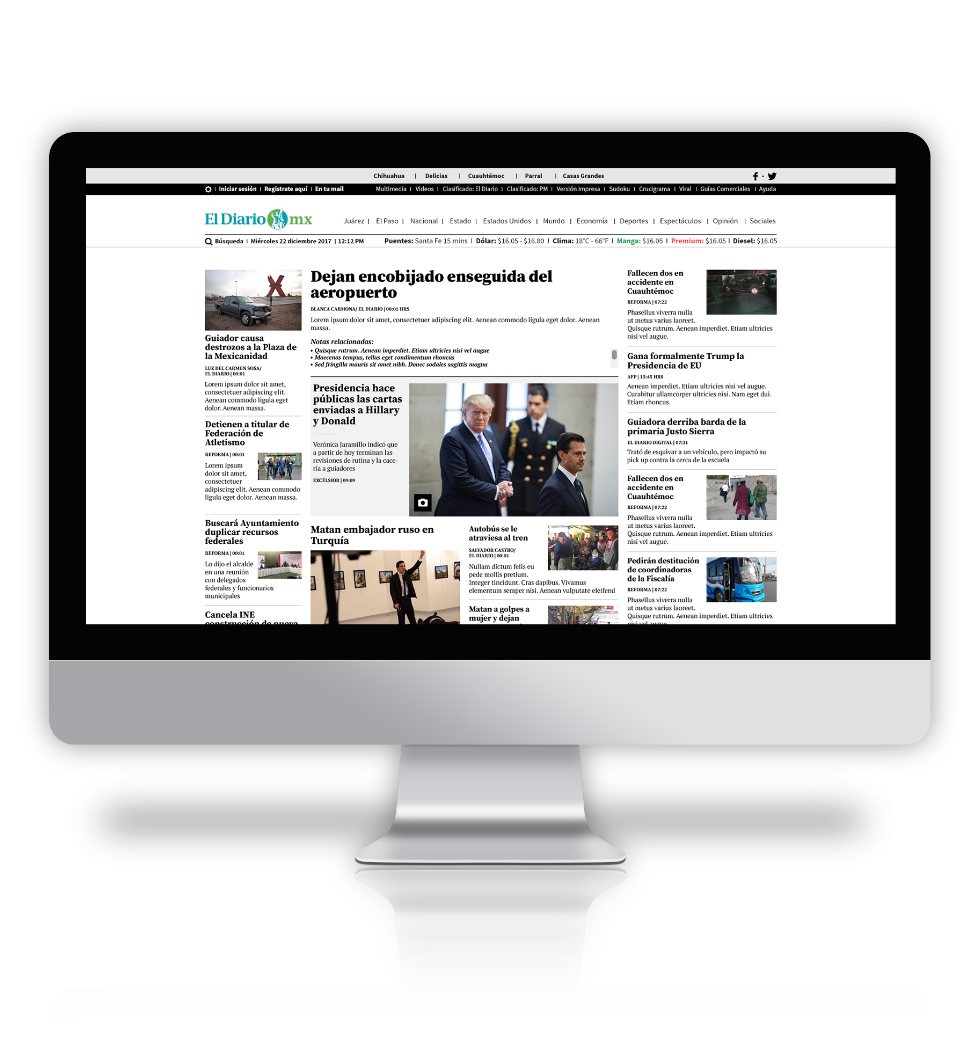 Chihuahua | Delicias | Cuauhtémoc | Parral | Casas Grandes
Iniciar sesión | Registrate aquí | En tu mail
Multimecia | Videos | Clasificado: El Diario | Clasificado: PM | Versión Impresa | Sudoku | Crucigrama | Viral | Guías Comerciales | Ayuda
El Diario mx
Juárez | El Paso | Nacional | Estado | Estados Unidos | Mundo | Economía | Deportes | Espectáculos | Opinión | Sociales
Búsqueda | Miércoles 22 diciembre 2017 | 12:12 PM
Puentes: Santa Fe 15 mins | Dólar: $16.05 - $16.80 | Clima: 18°C - 66°F | Manga: $16.05 | Premium: $16.05 | Diesel: $16.05
Guiador causa
destrozos a la Plaza de
la Mexicanidad
LUZ DEL CARMEN SOSA/
EL DIARIO | 00:01
Lorem ipsum dolor sit amet,
consectetuer adipiscing elit.
Aenean commodo ligula eget
dolor. Aenean massa.
Detienen a titular de
Federación de
Atletismo
REFORMA | 00:01
Lorem ipsum
dolor sit amet,
consectetuer
adipiscing elit. Aenean commodo
ligula eget dolor. Aenean massa.
Buscará Ayuntamiento
duplicar recursos
federales
REFORMA | 00:01
Lo dijo el alcalde
en una reunión
con delegados
federales y funcionarios
municipales
Cancela INE
construcción de nueva
Dejan encobijado enseguida del
aeropuerto
BLANCA CARMONA/ EL DIARIO | 00:01 HRS
Lorem ipsum dolor sit amet, consectetuer adipiscing elit. Aenean commodo ligula eget dolor. Aenean
massa.
Notas relacionadas:
• Quisque rutrum. Aenean imperdiet. Etiam ultricies nisi vel augue
• Maecenas tempus, tellus eget condimentum rhoncus
• Sed fringilla mauris sit amet nibh. Donec sodales sagittis magna
Presidencia hace
públicas las cartas
enviadas a Hillary
y Donald
Verónica Jaramillo indicó que
a partir de hoy terminan las
revisiones de rutina y la cace-
ría a guiadores
EXCÉLSIOR | 09:09
Matan embajador ruso en
Turquía
Autobús se le
atraviesa al tren
SALVADOR CASTRO/
EL DIARIO | 00:01
Nullam dictum felis eu
pede mollis pretium.
Integer tincidunt. Cras dapibus. Vivamus
elementum semper nisi. Aenean vulputate eleifend
Matan a golpes a
mujer y dejan
Fallecen dos en
accidente en
Cuauhtémoc
REFORMA | 07:22
Phasellus viverra nulla
ut metus varius laoreet.
Quisque rutrum. Aenean imperdiet. Etiam ultricies
nisi vel augue.
Gana formalmente Trump la
Presidencia de EU
AFP | 15:45 HRS
Aenean imperdiet. Etiam ultricies nisi vel augue.
Curabitur ullamcorper ultricies nisi. Nam eget dui.
Etiam rhoncus.
Guiadora derriba barda de la
primaria Justo Sierra
EL DIARIO DIGITAL | 07:31
Trató de esquivar a un vehículo, pero impactó su
pick up contra la cerca de la escuela
Fallecen dos en
accidente en
Cuauhtémoc
REFORMA | 07:22
Phasellus viverra nulla
ut metus varius laoreet.
Quisque rutrum. Aenean imperdiet. Etiam ultricies
nisi vel augue.
Pedirán destitución
de coordinadoras
de la Fiscalía
REFORMA | 07:22
Phasellus viverra nulla
ut metus varius laoreet.
Quisque rutrum. Aenean imperdiet. Etiam ultricies
nisi vel augue.